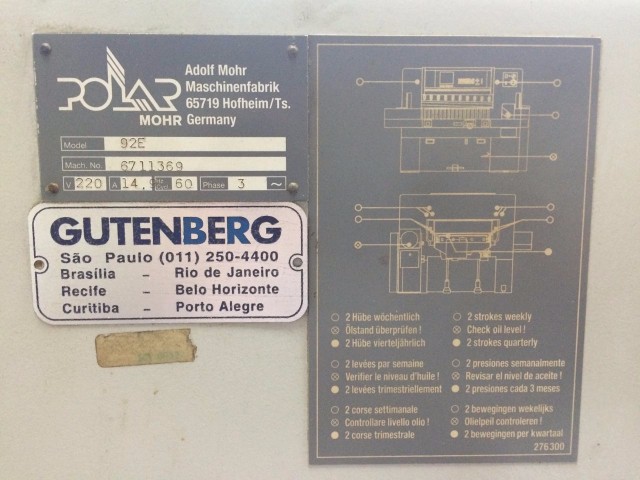 POLAR
MOHR
Adolf Mohr
Maschinenfabrik
65719 Hofheim/Ts.
Germany
Model 92E
Mach. No. 6711369
V 220 A 14, 60 Phase 3 ~
GUTENBERG
São Paulo (011) 250-4400
Brasília – Rio de Janeiro
Recife – Belo Horizonte
Curitiba – Porto Alegre
○ 2 Hübe wöchentlich
⊗ Ölstand überprüfen !
● 2 Hübe vierteljährlich
○ 2 strokes weekly
⊗ Check oil level !
● 2 strokes quarterly
○ 2 levées par semaine
⊗ Verifier le niveau d'huile !
● 2 levées trimestriellement
○ 2 presiones semanalmente
⊗ Revisar el nivel de aceite !
● 2 presiones cada 3 meses
○ 2 corse settimanale
⊗ Controllare livello olio !
● 2 corse trimestrale
○ 2 bewegingen wekelijks
⊗ Olielpeil controleren !
● 2 bewegingen per kwartaal
276300